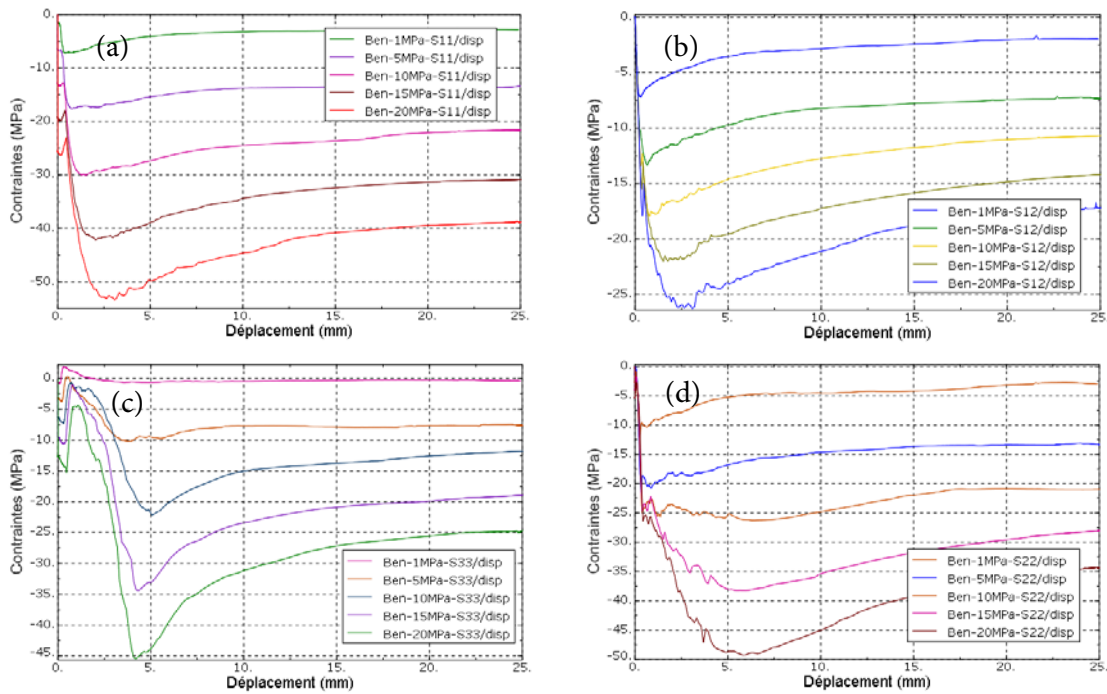 (a)
0.
-10.
-20.
-30.
-40.
-50.
Contraintes (MPa)
Ben-1MPa-S11/disp
Ben-5MPa-S11/disp
Ben-10MPa-S11/disp
Ben-15MPa-S11/disp
Ben-20MPa-S11/disp
0. 5. 10. 15. 20. 25.
Déplacement (mm)
(b)
0.
-5.
-10.
-15.
-20.
-25.
Contraintes (MPa)
Ben-1MPa-S12/disp
Ben-5MPa-S12/disp
Ben-10MPa-S12/disp
Ben-15MPa-S12/disp
Ben-20MPa-S12/disp
0. 5. 10. 15. 20. 25.
Déplacement (mm)
(c)
0.
-5.
-10.
-15.
-20.
-25.
-30.
-35.
-40.
-45.
Contraintes (MPa)
Ben-1MPa-S33/disp
Ben-5MPa-S33/disp
Ben-10MPa-S33/disp
Ben-15MPa-S33/disp
Ben-20MPa-S33/disp
0. 5. 10. 15. 20. 25.
Déplacement (mm)
(d)
0.
-5.
-10.
-15.
-20.
-25.
-30.
-35.
-40.
-45.
-50.
Contraintes (MPa)
Ben-1MPa-S22/disp
Ben-5MPa-S22/disp
Ben-10MPa-S22/disp
Ben-15MPa-S22/disp
Ben-20MPa-S22/disp
0. 5. 10. 15. 20. 25.
Déplacement (mm)